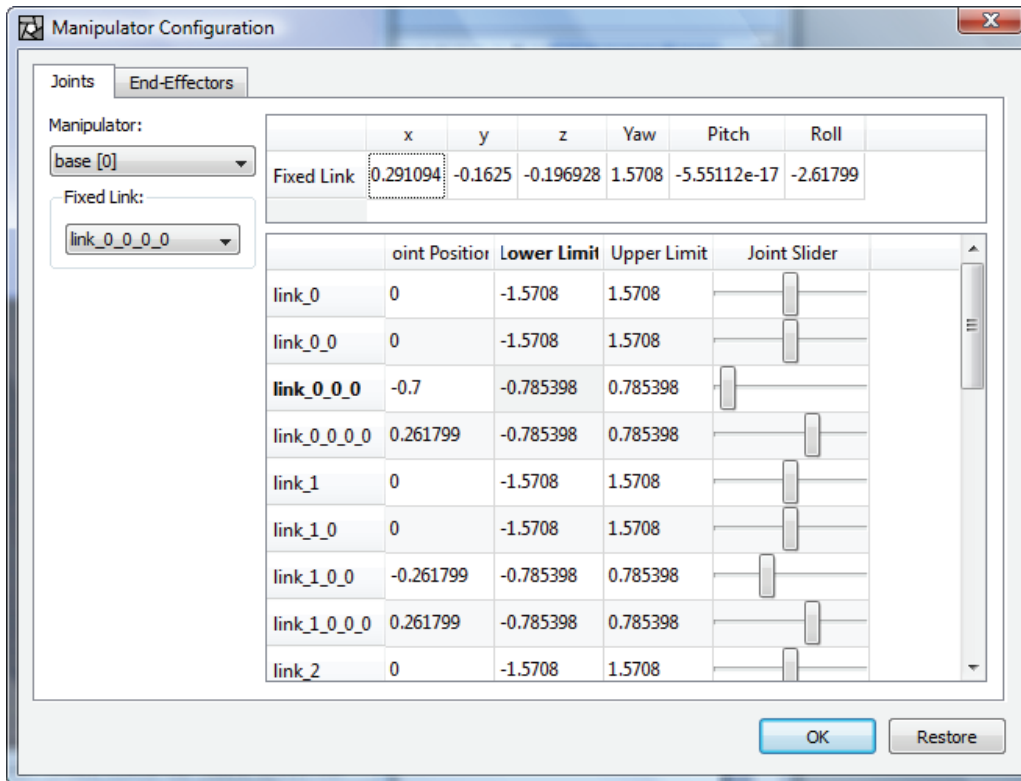 Manipulator Configuration
Joints End-Effectors
Manipulator:
base [0]
Fixed Link:
link_0_0_0_0
x y z Yaw Pitch Roll
Fixed Link 0.291094 -0.1625 -0.196928 1.5708 -5.55112e-17 -2.61799
oint Position Lower Limit Upper Limit Joint Slider
link_0 0 -1.5708 1.5708
link_0_0 0 -1.5708 1.5708
link_0_0_0 -0.7 -0.785398 0.785398
link_0_0_0_0 0.261799 -0.785398 0.785398
link_1 0 -1.5708 1.5708
link_1_0 0 -1.5708 1.5708
link_1_0_0 -0.261799 -0.785398 0.785398
link_1_0_0_0 0.261799 -0.785398 0.785398
link_2 0 -1.5708 1.5708
OK Restore